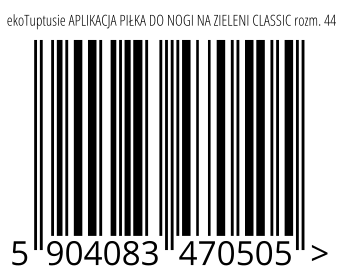 ekoTuptusie APLIKACJA PIŁKA DO NOGI NA ZIELENI CLASSIC rozm. 44
5 904083 470505 >